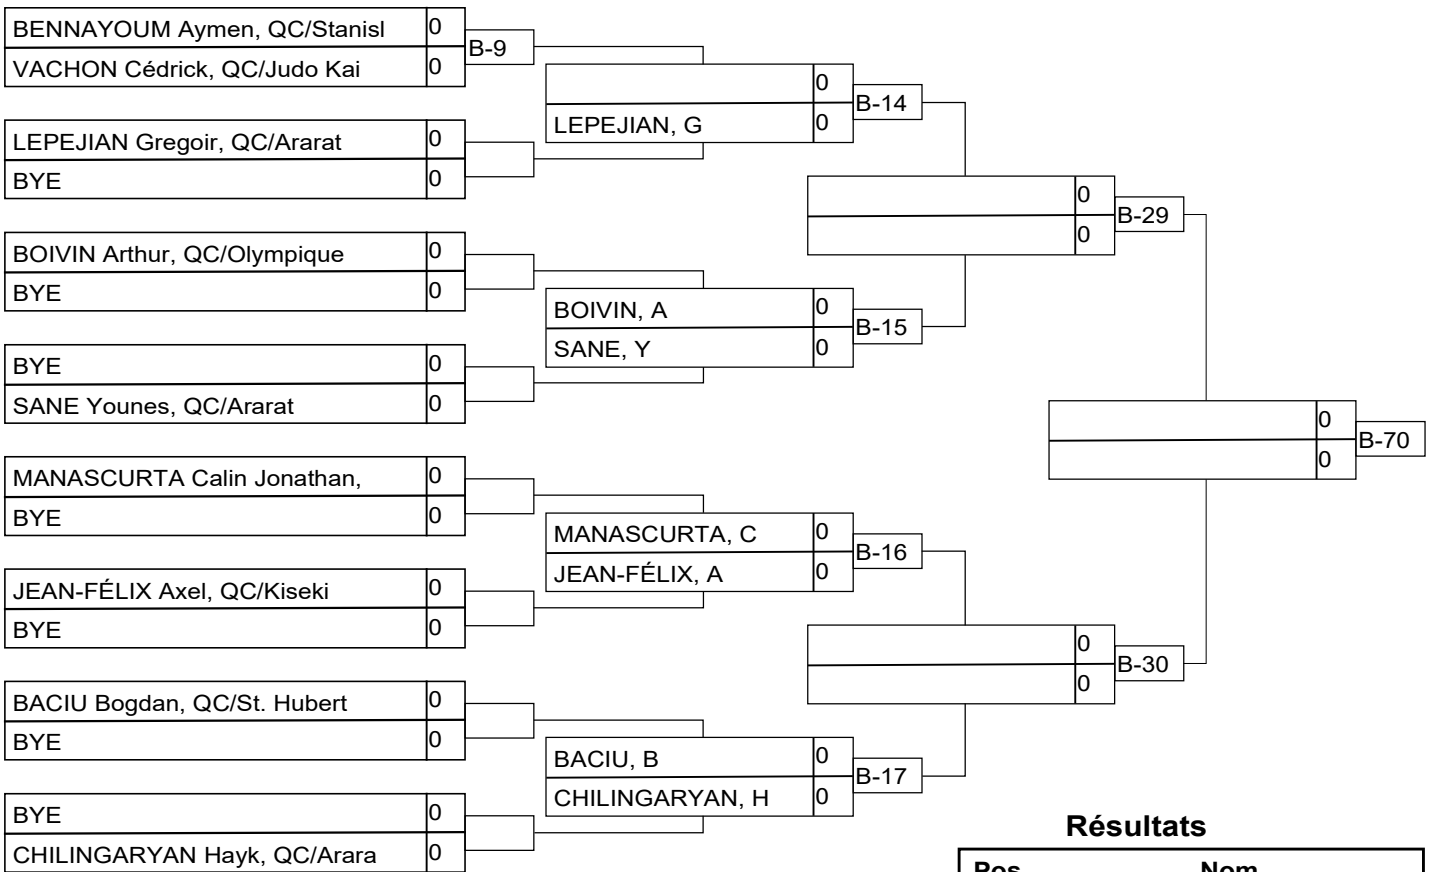 BENNAYOUM Aymen, QC/Stanisl 0
B-9
VACHON Cédrick, QC/Judo Kai 0
LEPEJIAN Gregoir, QC/Ararat 0
BYE 0
BOIVIN Arthur, QC/Olympique 0
BYE 0
BYE 0
SANE Younes, QC/Ararat 0
MANASCURTA Calin Jonathan, 0
BYE 0
JEAN-FÉLIX Axel, QC/Kiseki 0
BYE 0
BACIU Bogdan, QC/St. Hubert 0
BYE 0
BYE 0
CHILINGARYAN Hayk, QC/Arara 0
0
B-14
LEPEJIAN, G 0
BOIVIN, A 0
B-15
SANE, Y 0
MANASCURTA, C 0
B-16
JEAN-FÉLIX, A 0
BACIU, B 0
B-17
CHILINGARYAN, H 0
0
B-29
0
0
B-30
0
0
B-70
0
Résultats
Pos Nom